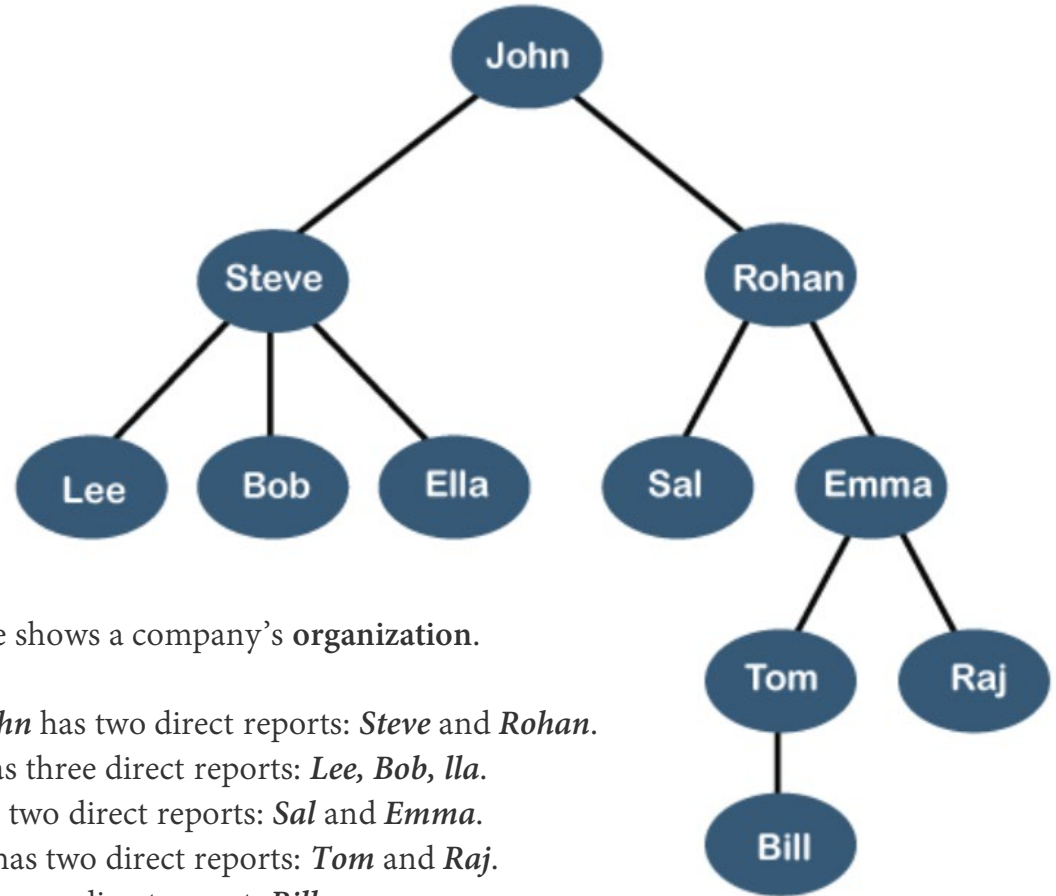 John
Steve
Rohan
Lee
Bob
Ella
Sal
Emma
shows a company's organization.
Tom
Raj
has two direct reports: Steve and Rohan.
three direct reports: Lee, Bob, lla.
two direct reports: Sal and Emma.
has two direct reports: Tom and Raj.
Bill